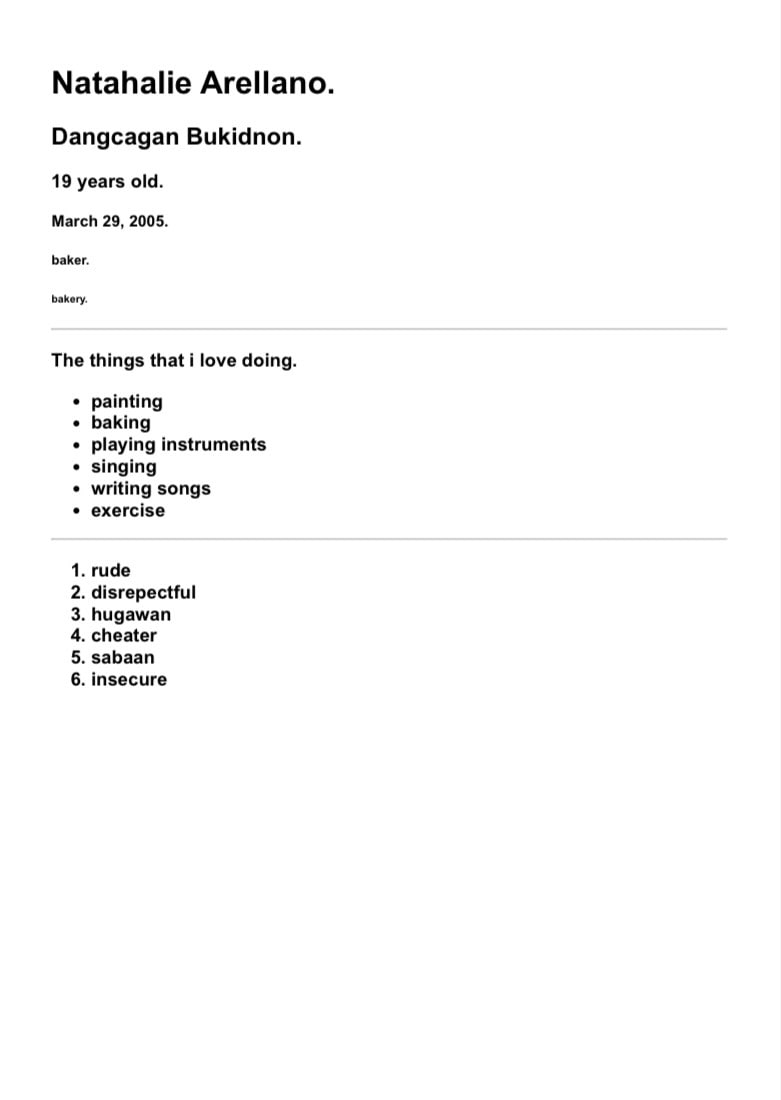 Natahalie Arellano.
Dangcagan Bukidnon.
19 years old.
March 29, 2005.
baker.
bakery.
The things that i love doing.
• painting
• baking
• playing instruments
• singing
• writing songs
• exercise
1. rude
2. disrepectful
3. hugawan
4. cheater
5. sabaan
6. insecure